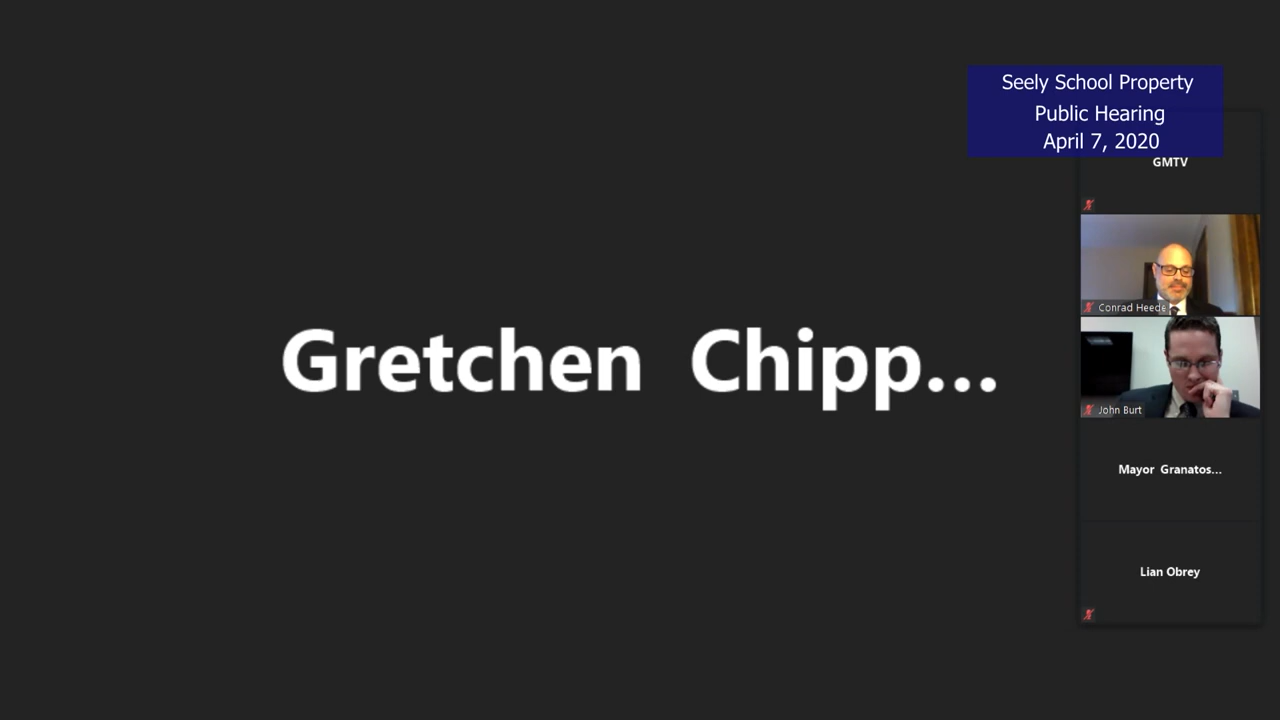 Seely School Property
Public Hearing
April 7, 2020
GMTV
Conrad Heede
Gretchen Chipp...
John Burt
Mayor Granatos...
Lian Obrey